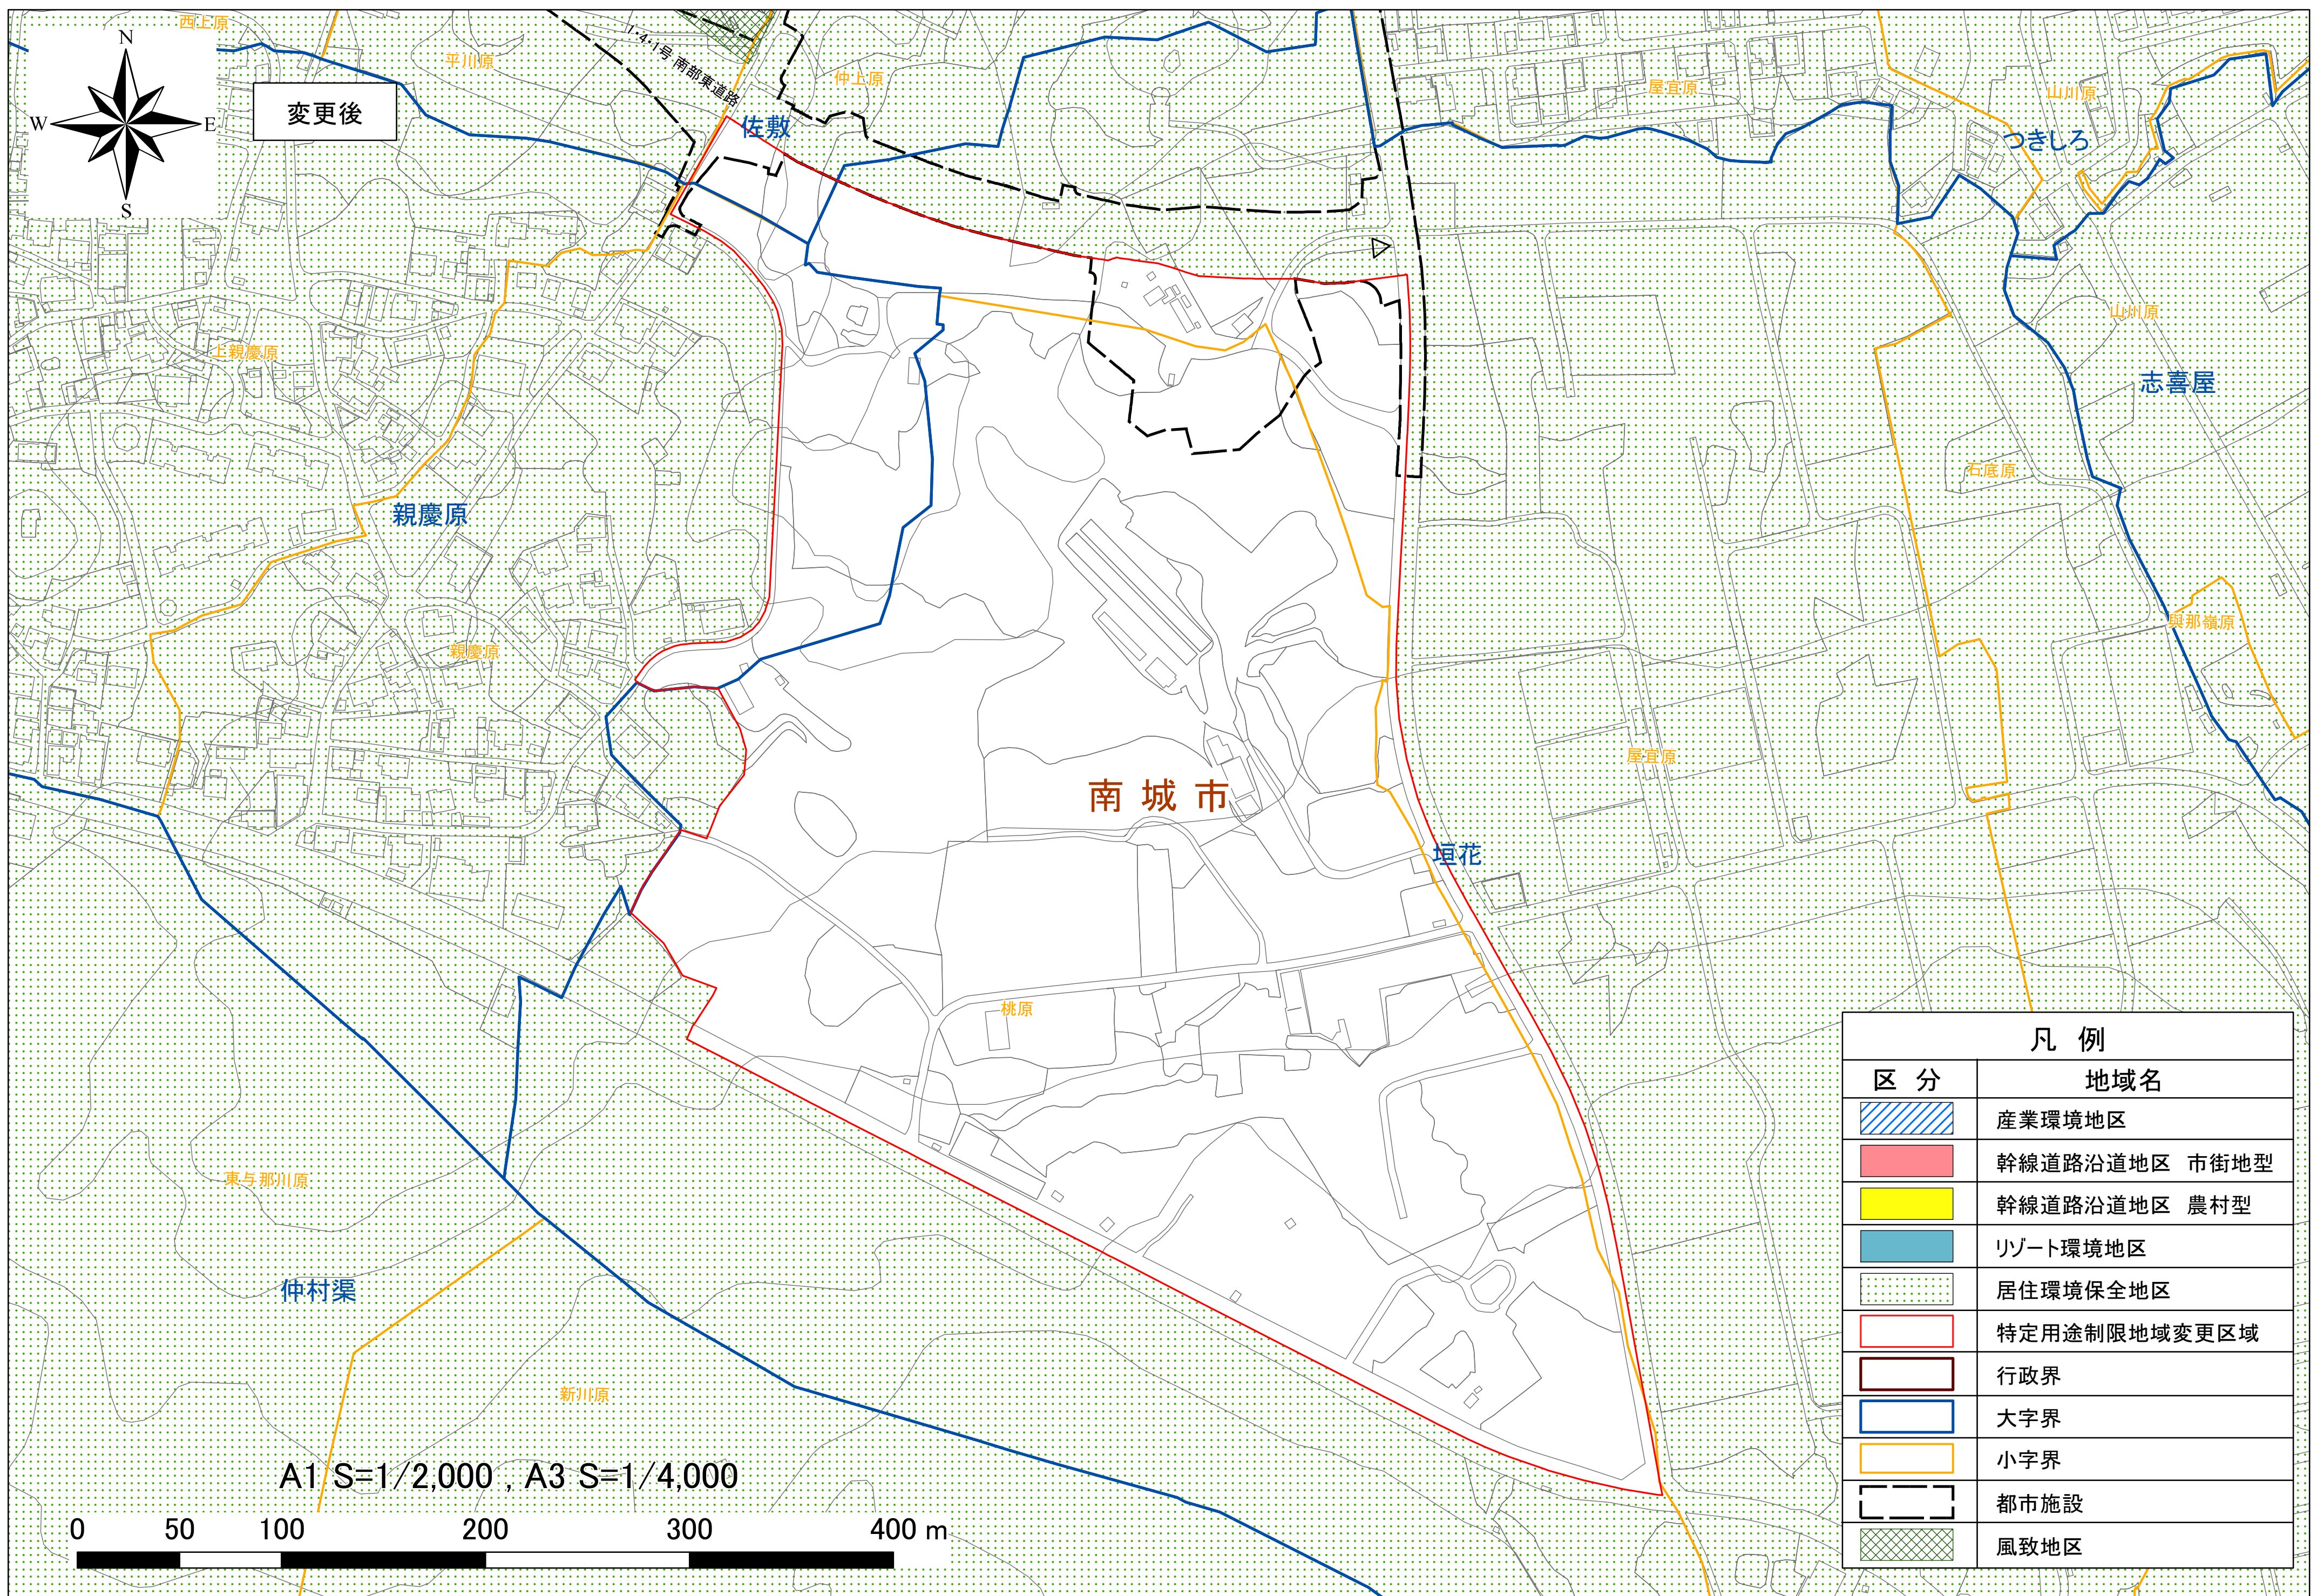 西上原
N
W
E
S
変更後
平川原
1・4・1号 南部東道路
仲上原
佐敷
屋宜原
山川原
つきしろ
山川原
志喜屋
上親慶原
石底原
親慶原
與那嶺原
親慶原
屋宜原
南 城 市
垣花
桃原
東与那川原
仲村渠
新川原
A1 S=1/2,000 , A3 S=1/4,000
0 50 100 200 300 400 m
凡 例
区 分 地域名
産業環境地区
幹線道路沿道地区 市街地型
幹線道路沿道地区 農村型
リゾート環境地区
居住環境保全地区
特定用途制限地域変更区域
行政界
大字界
小字界
都市施設
風致地区